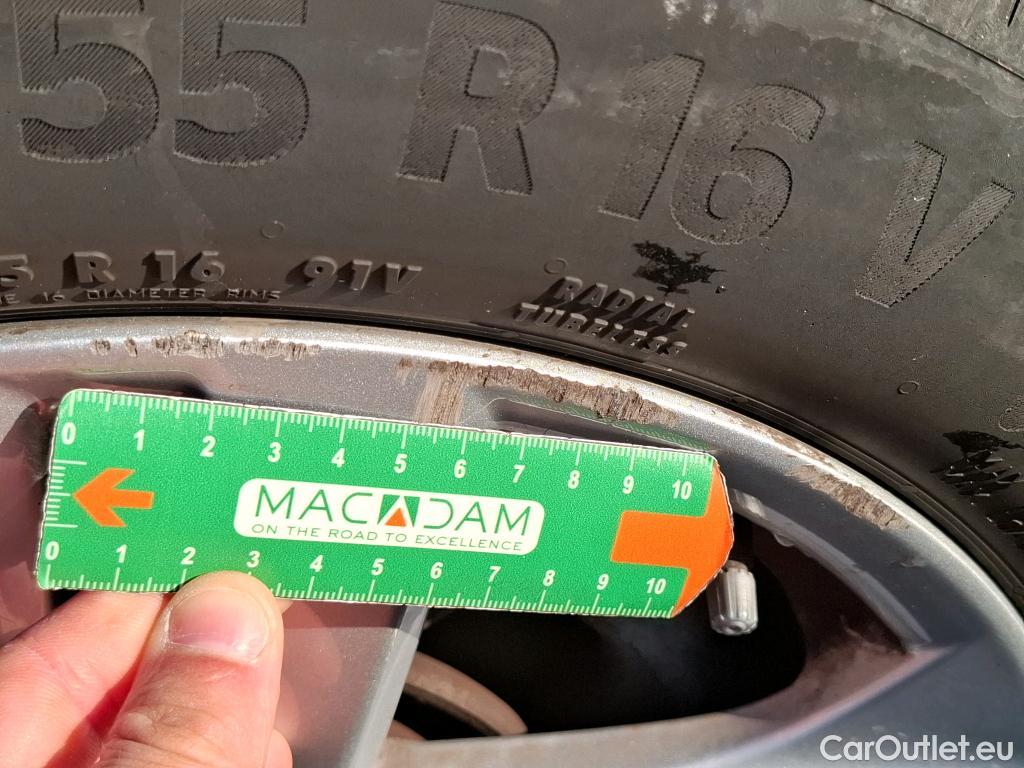 55 R 16 V
5 R 16 91V
E 16 DIAMETER RIMS
RADIAL
TUBELESS
0 1 2 3 4 5 6 7 8 9 10
MACADAM
ON THE ROAD TO EXCELLENCE
0 1 2 3 4 5 6 7 8 9 10
CarOutlet.eu